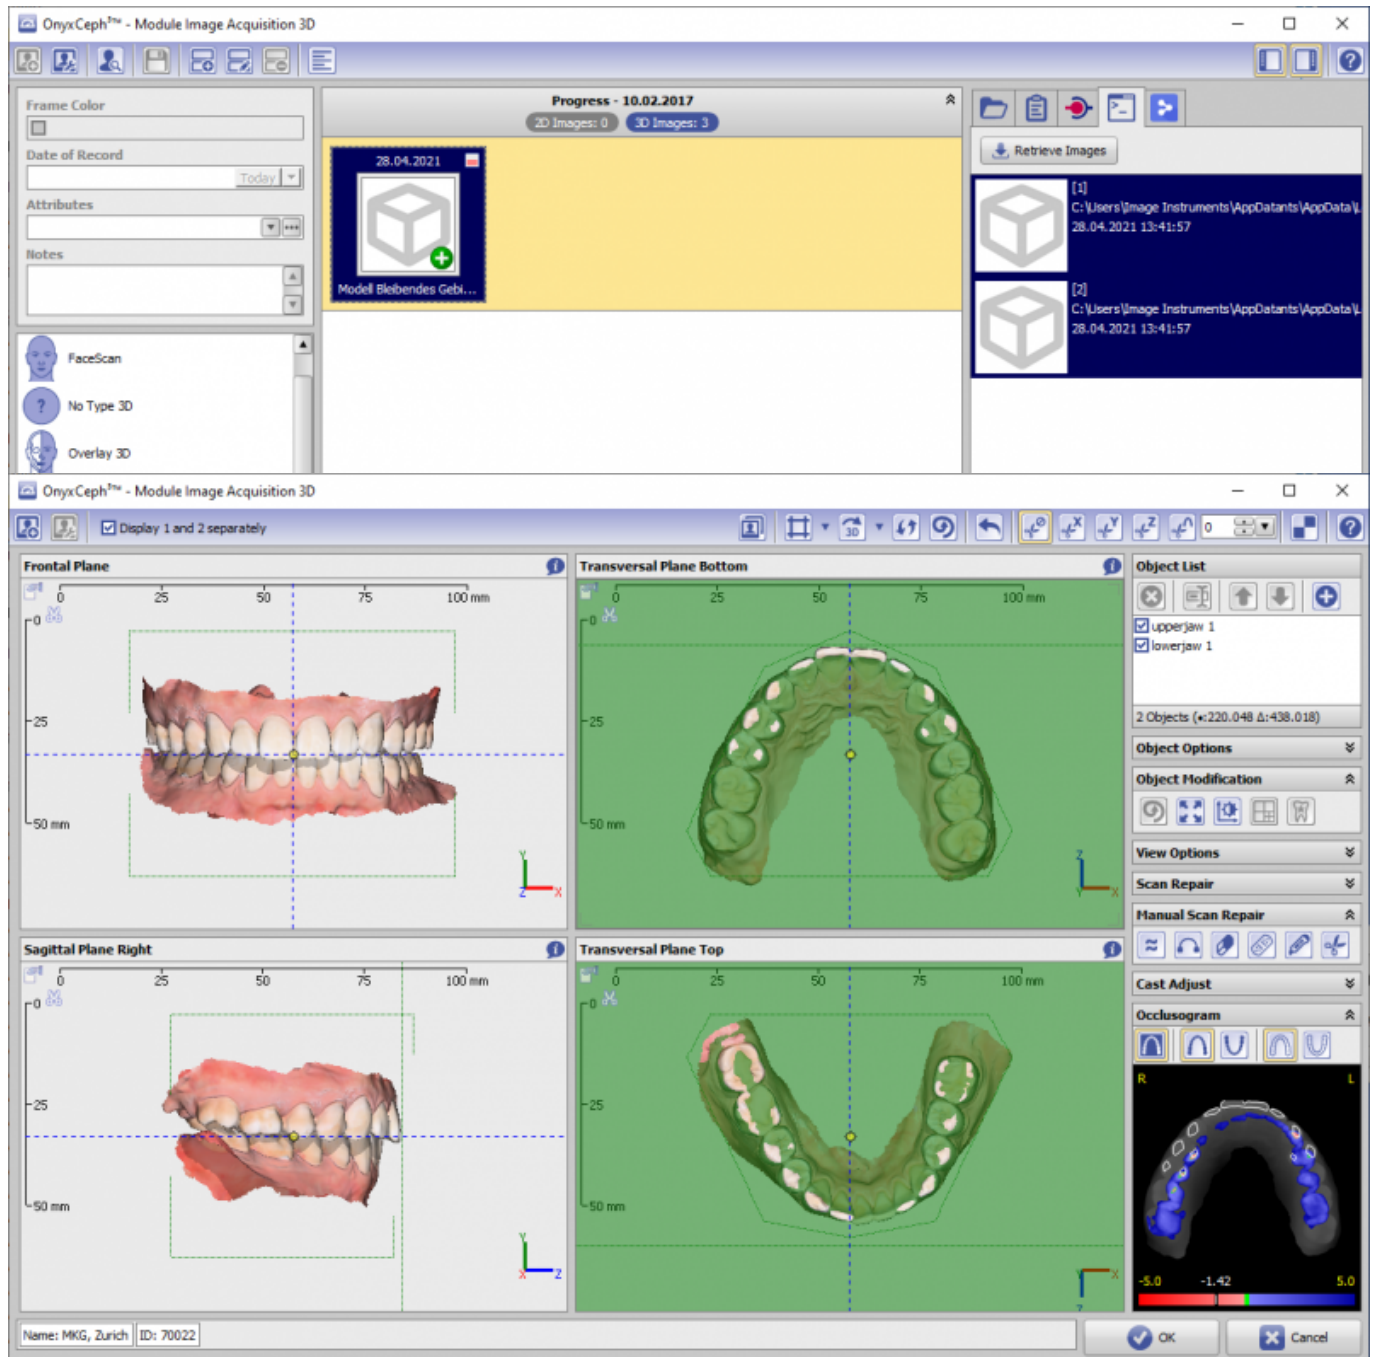 OnyxCeph³™ - Module Image Acquisition 3D
Frame Color
Date of Record
Today
Attributes
Notes
FaceScan
No Type 3D
Overlay 3D
Progress - 10.02.2017
2D Images: 0 3D Images: 3
28.04.2021
Modell Bleibendes Gebi...
Retrieve Images
[1]
C:\Users\Image Instruments\AppDatants\AppData\L
28.04.2021 13:41:57
[2]
C:\Users\Image Instruments\AppDatants\AppData\L
28.04.2021 13:41:57
OnyxCeph³™ - Module Image Acquisition 3D
Display 1 and 2 separately
3D X Y Z 0
Frontal Plane
0 25 50 75 100 mm
0
25
50 mm
Y
Z X
Transversal Plane Bottom
0 25 50 75 100 mm
0
25
50 mm
Z
Y X
Sagittal Plane Right
0 25 50 75 100 mm
0
25
50 mm
Y
X Z
Transversal Plane Top
0 25 50 75 100 mm
0
25
50 mm
Y X
Z
Object List
upperjaw 1
lowerjaw 1
2 Objects (•:220.048 Δ:438.018)
Object Options
Object Modification
View Options
Scan Repair
Manual Scan Repair
Cast Adjust
Occlusogram
R L
-5.0 -1.42 5.0
Name: MKG, Zurich ID: 70022
OK Cancel